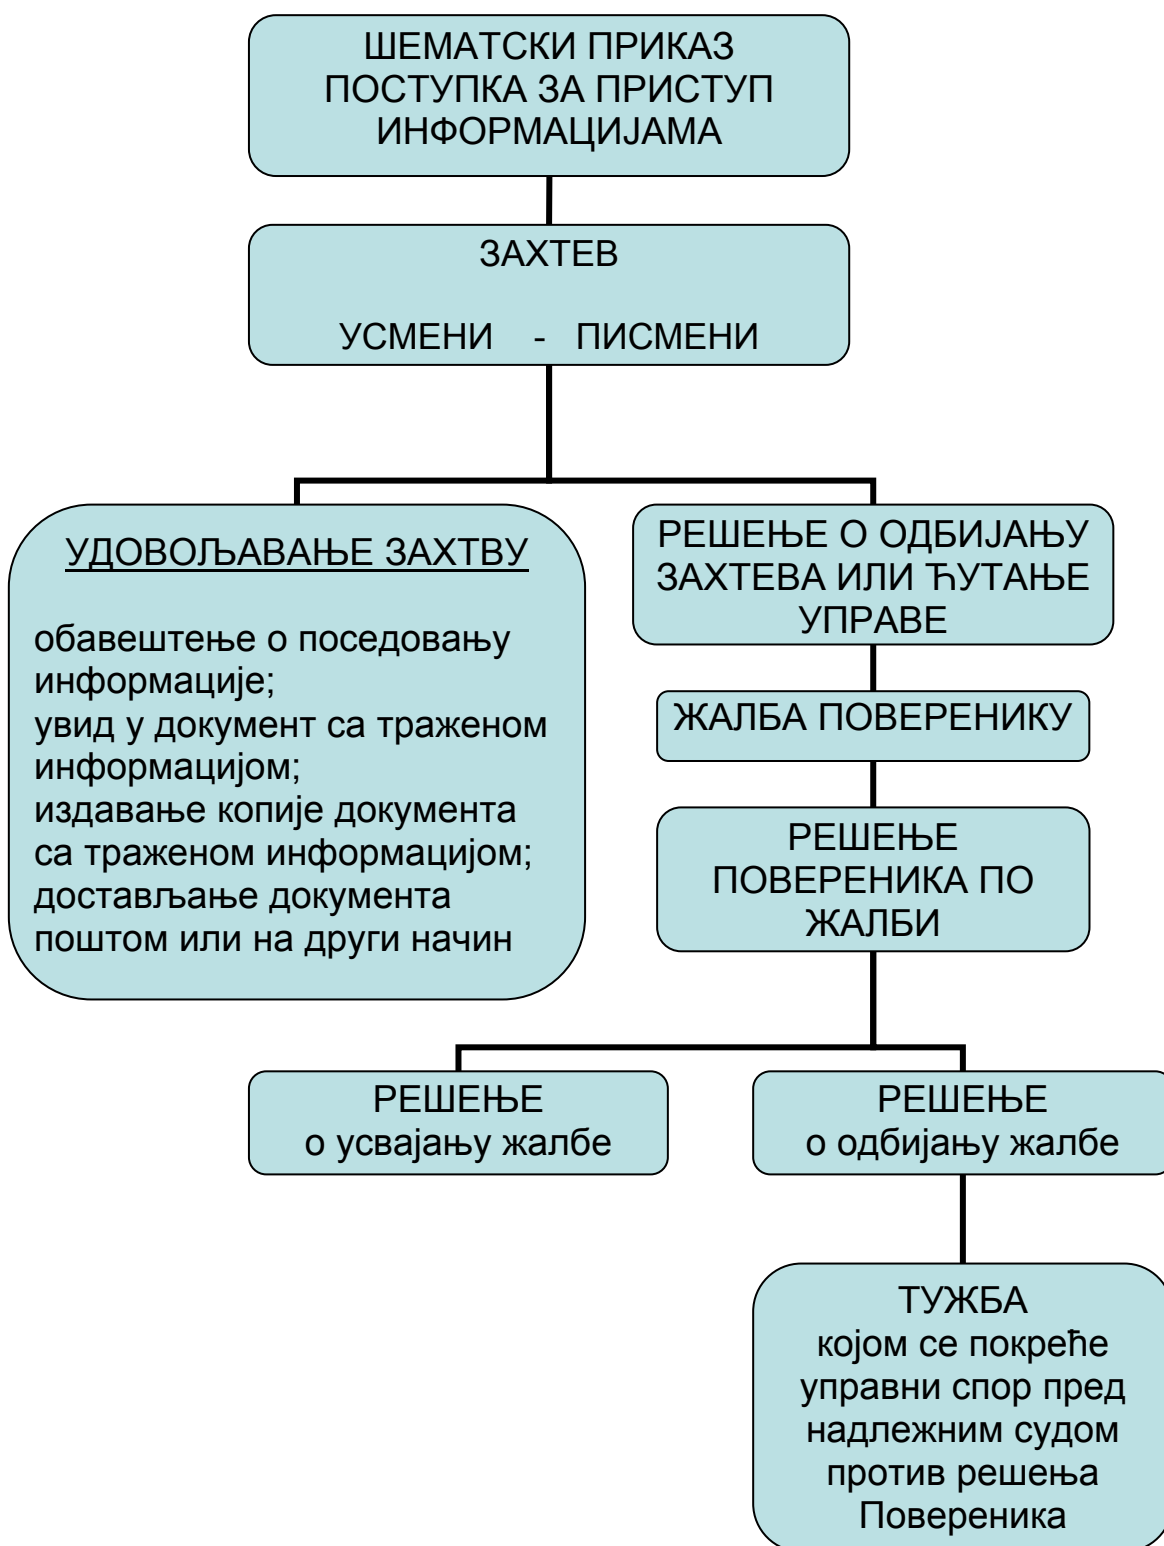 ШЕМАТСКИ ПРИКАЗ
ПОСТУПКА ЗА ПРИСТУП
ИНФОРМАЦИЈАМА
ЗАХТЕВ
УСМЕНИ - ПИСМЕНИ
УДОВОЉАВАЊЕ ЗАХТВУ
обавештење о поседовању
информације;
увид у документ са траженом
информацијом;
издавање копије документа
са траженом информацијом;
достављање документа
поштом или на други начин
РЕШЕЊЕ О ОДБИЈАЊУ
ЗАХТЕВА ИЛИ ЋУТАЊЕ
УПРАВЕ
ЖАЛБА ПОВЕРЕНИКУ
РЕШЕЊЕ
ПОВЕРЕНИКА ПО
ЖАЛБИ
РЕШЕЊЕ
о усвајању жалбе
РЕШЕЊЕ
о одбијању жалбе
ТУЖБА
којом се покреће
управни спор пред
надлежним судом
против решења
Повереника